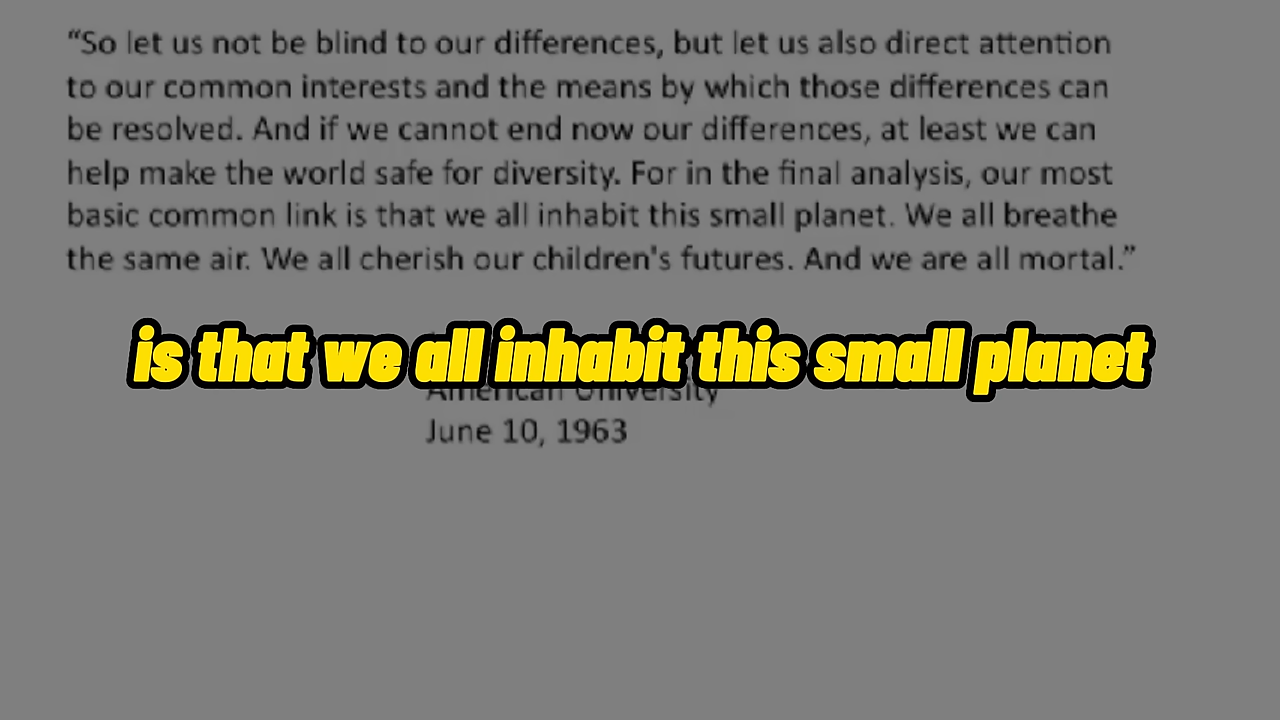 “So let us not be blind to our differences, but let us also direct attention
to our common interests and the means by which those differences can
be resolved. And if we cannot end now our differences, at least we can
help make the world safe for diversity. For in the final analysis, our most
basic common link is that we all inhabit this small planet. We all breathe
the same air. We all cherish our children's futures. And we are all mortal.”
is that we all inhabit this small planet
American University
June 10, 1963